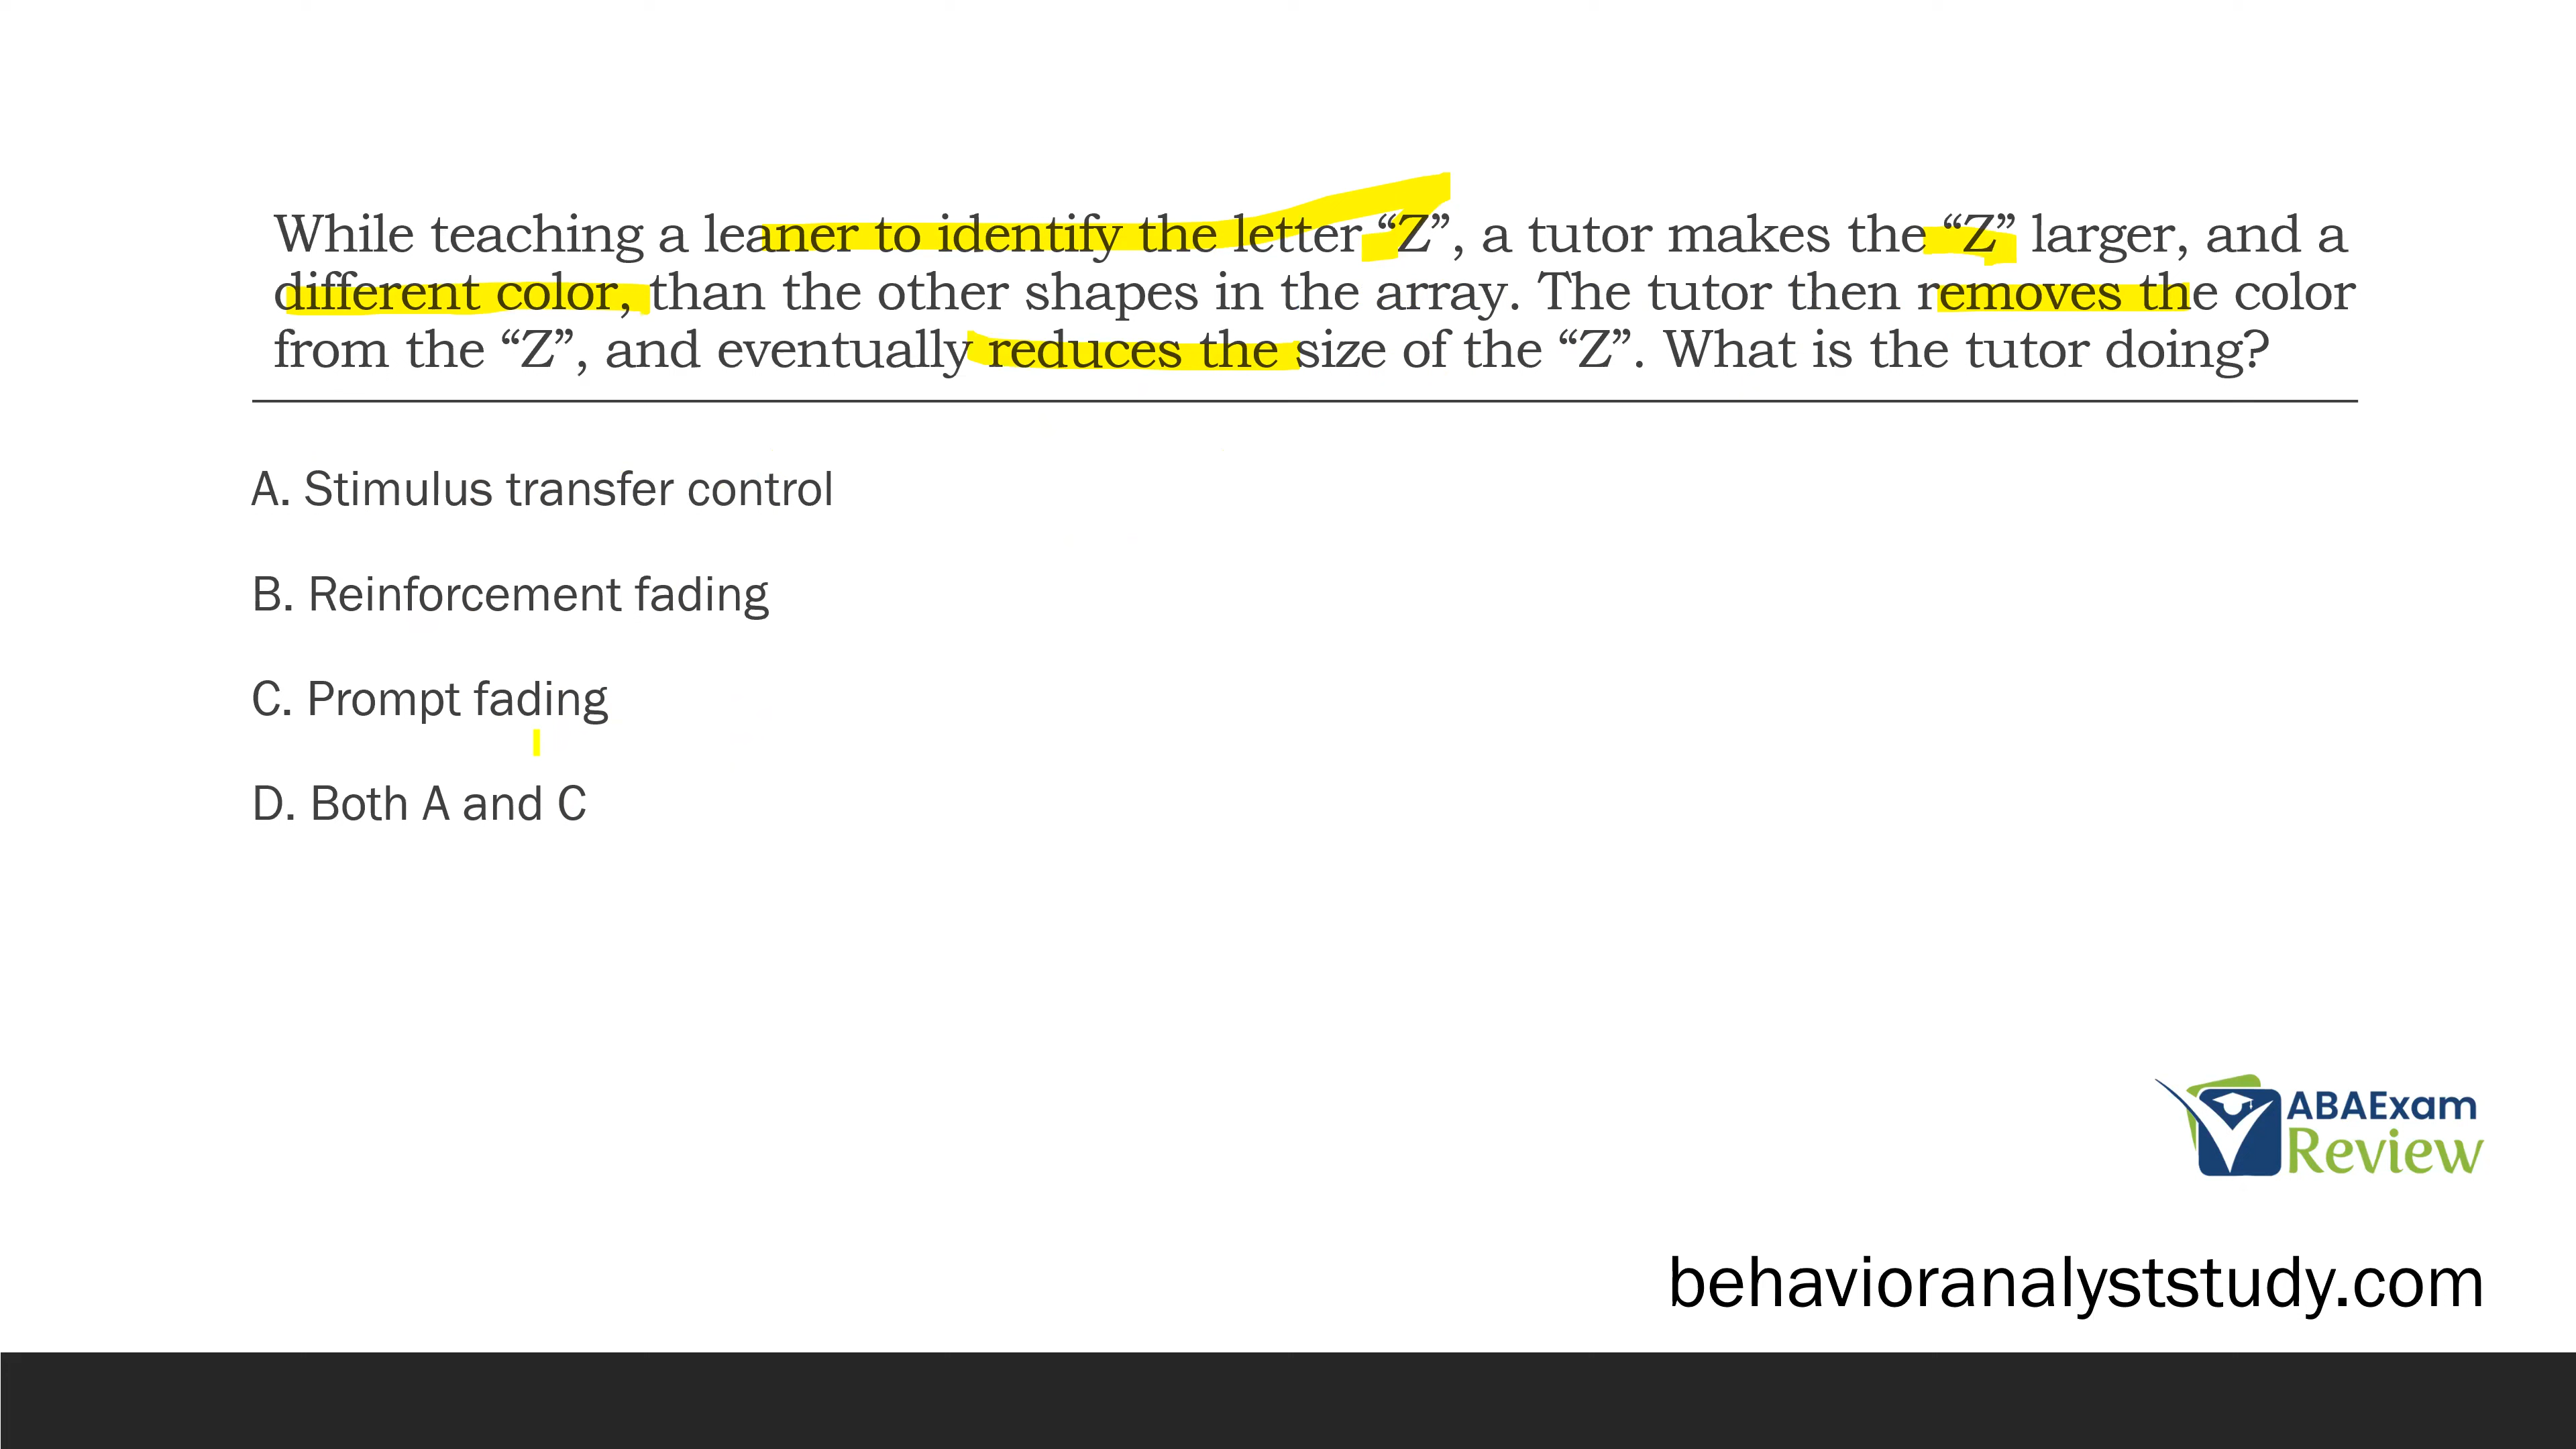 While teaching a leaner to identify the letter “Z”, a tutor makes the “Z” larger, and a
different color, than the other shapes in the array. The tutor then removes the color
from the “Z”, and eventually reduces the size of the “Z”. What is the tutor doing?
A. Stimulus transfer control
B. Reinforcement fading
C. Prompt fading
D. Both A and C
ABAExam
Review
behavioranalyststudy.com